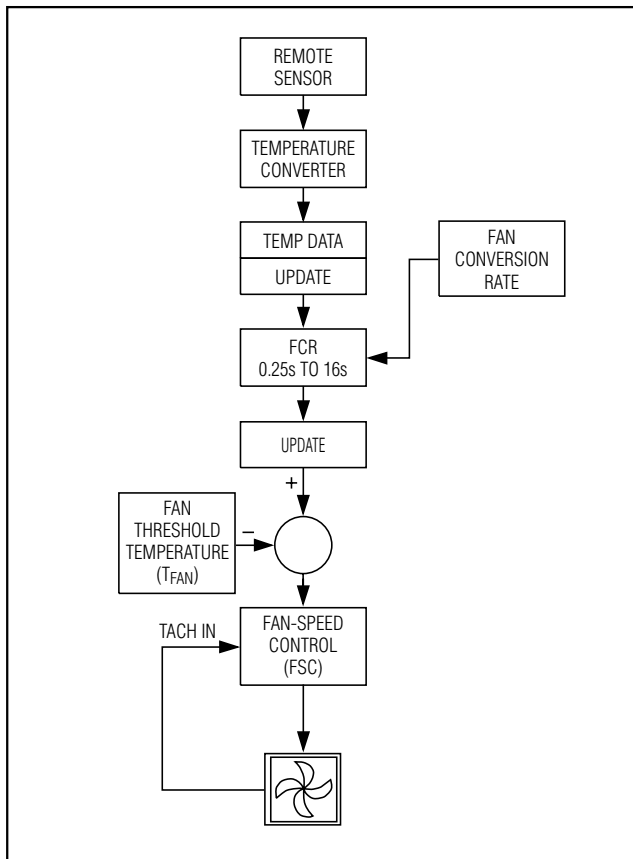 REMOTE
SENSOR
TEMPERATURE
CONVERTER
TEMP DATA
UPDATE
FAN
CONVERSION
RATE
FCR
0.25s TO 16s
UPDATE
+
FAN
THRESHOLD
TEMPERATURE
(TFAN)
–
FAN-SPEED
CONTROL
(FSC)
TACH IN